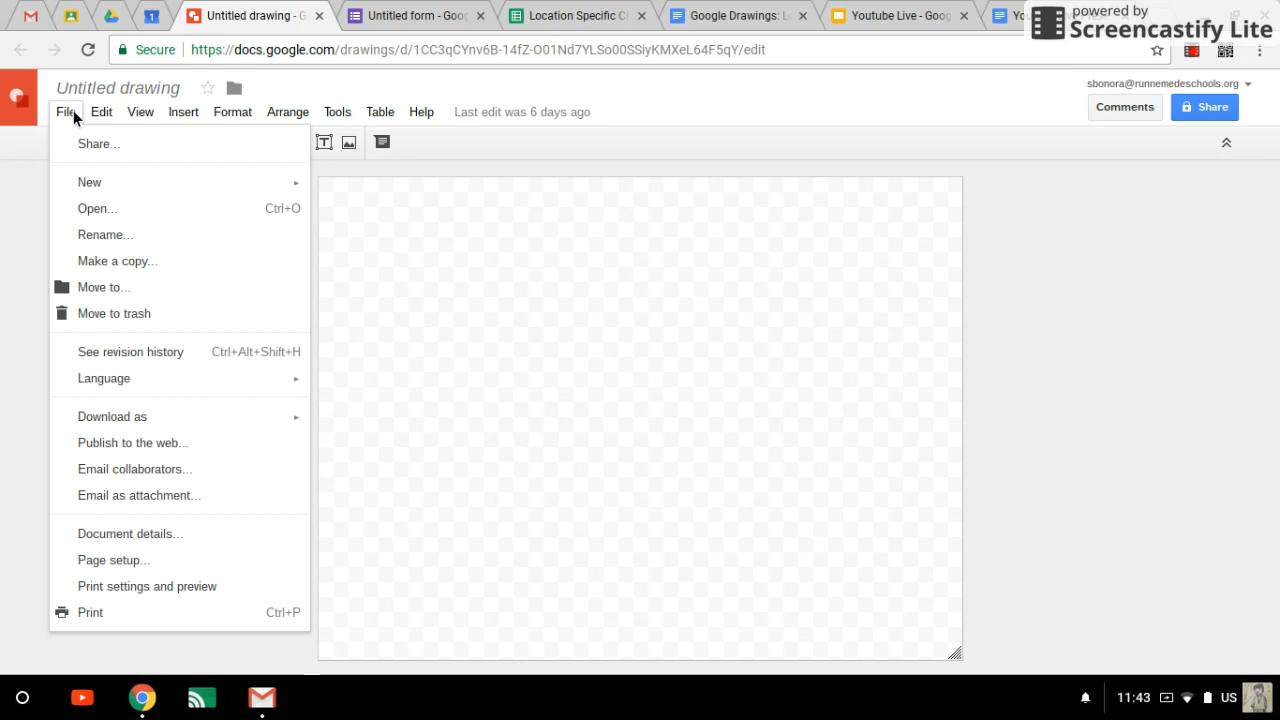 Untitled drawing - G
Untitled form - Goo
Location Specific C
Google Drawings
Youtube Live - Goo
You
powered by
Screencastify Lite
Secure
https://docs.google.com/drawings/d/1CC3qCYnv6B-14fZ-O01Nd7YLSo00SSiyKMXeL64F5qY/edit
Untitled drawing
sbonora@runnemedeschools.org
File Edit View Insert Format Arrange Tools Table Help Last edit was 6 days ago
Comments
Share
Share...
New
Open... Ctrl+O
Rename...
Make a copy...
Move to...
Move to trash
See revision history Ctrl+Alt+Shift+H
Language
Download as
Publish to the web...
Email collaborators...
Email as attachment...
Document details...
Page setup...
Print settings and preview
Print Ctrl+P
11:43 US